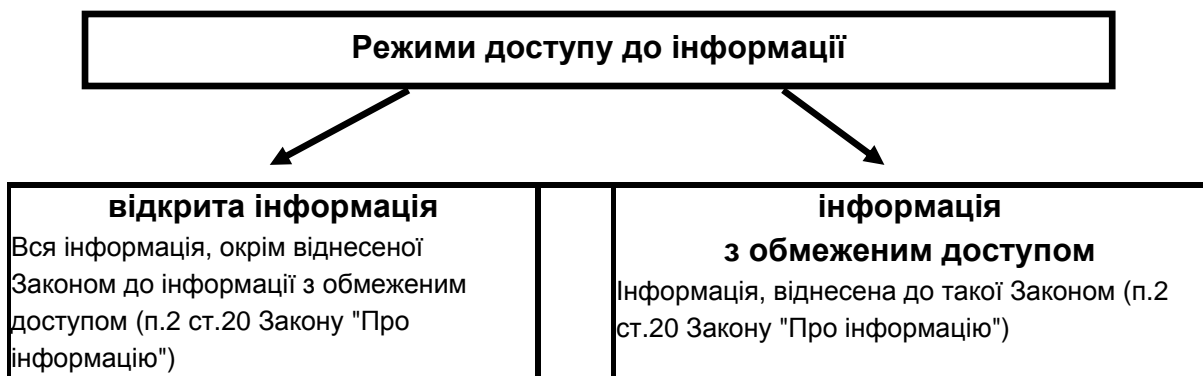 Режими доступу до інформації
відкрита інформація
Вся інформація, окрім віднесеної
Законом до інформації з обмеженим
доступом (п.2 ст.20 Закону "Про
інформацію")
інформація
з обмеженим доступом
Інформація, віднесена до такої Законом (п.2
ст.20 Закону "Про інформацію")